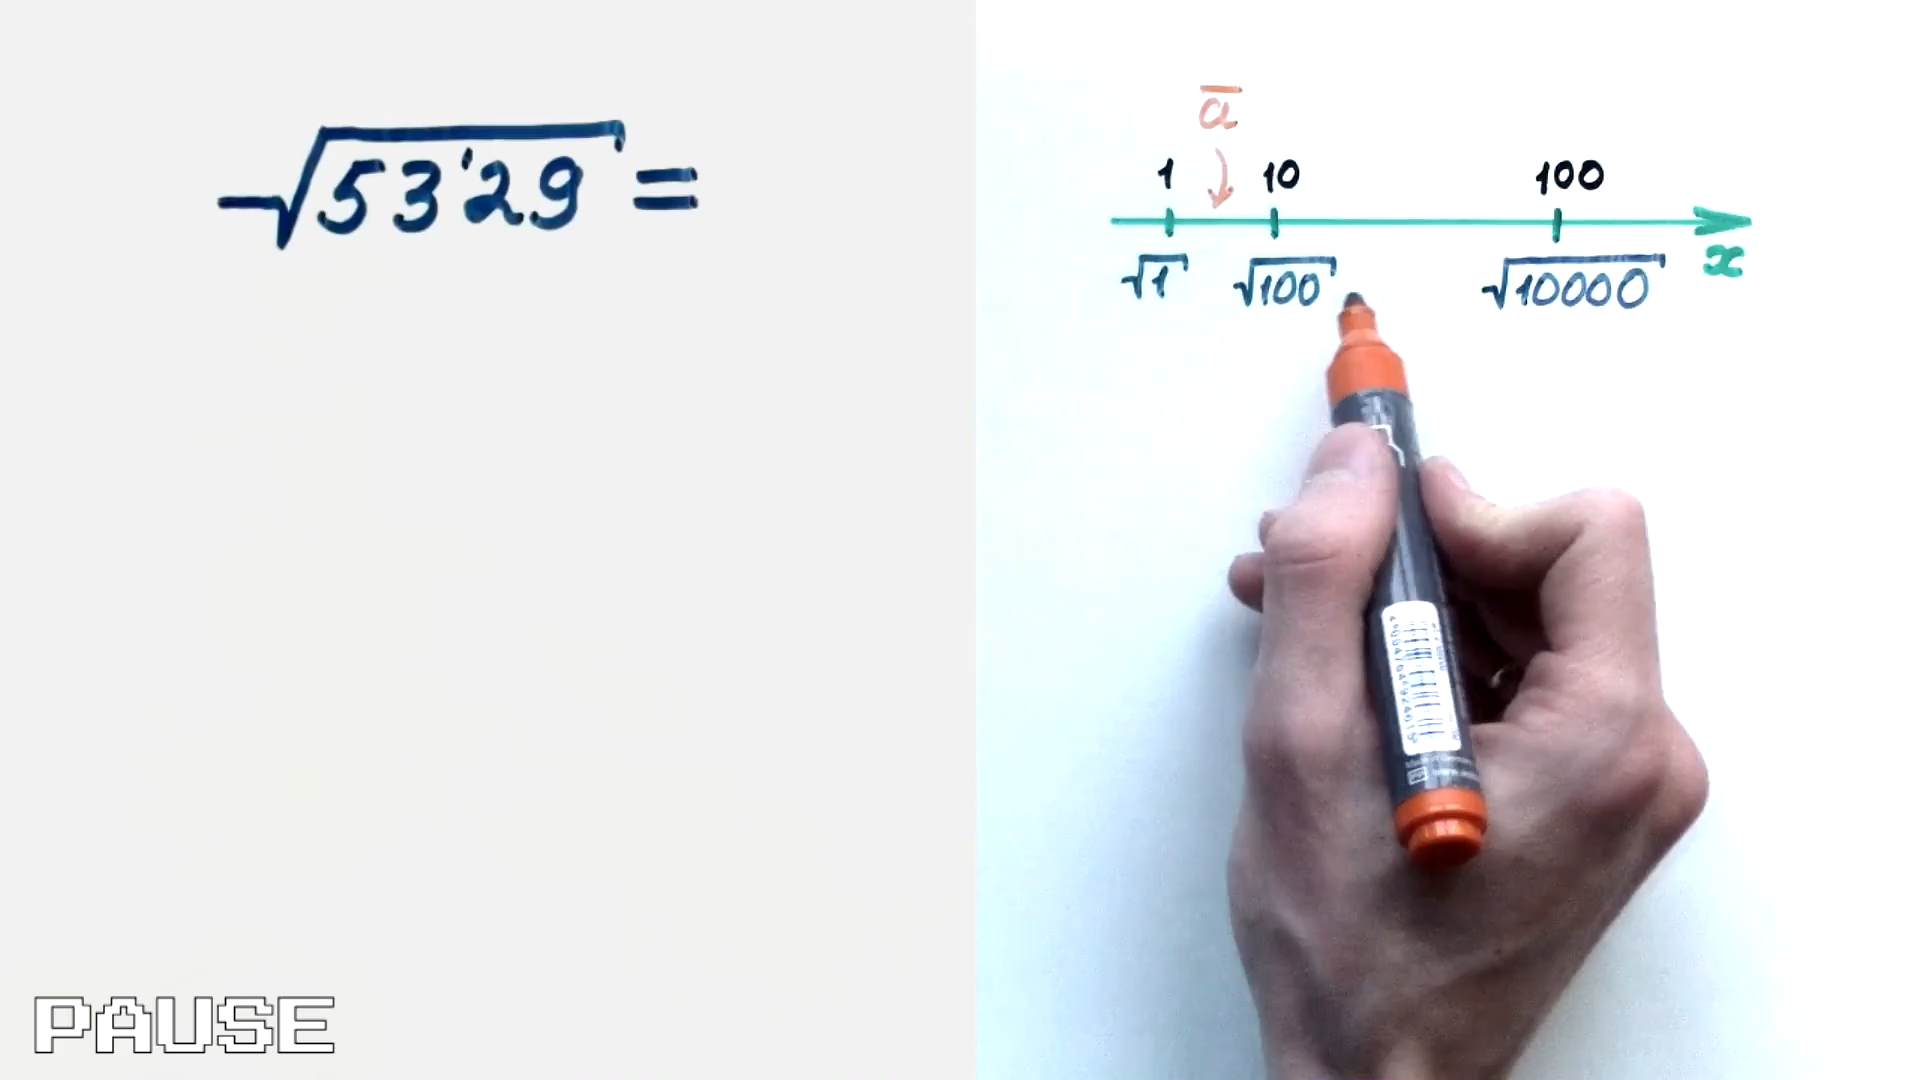 √53'29 =
a
1 10 100
√1 √100 √10000
x
PAUSE